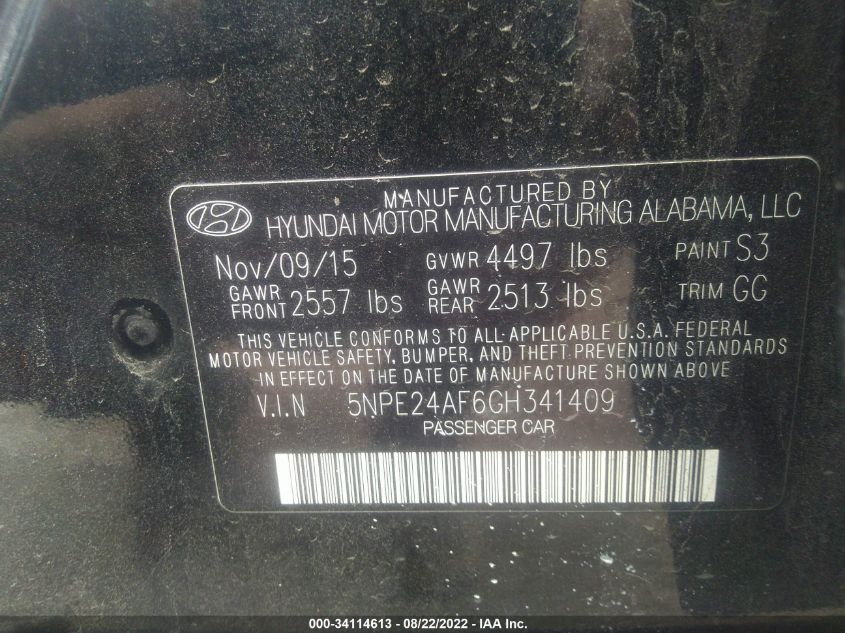 MANUFACTURED BY
HYUNDAI MOTOR MANUFACTURING ALABAMA, LLC
Nov/09/15 GVWR 4497 lbs PAINT S3
GAWR FRONT 2557 lbs GAWR REAR 2513 lbs TRIM GG
THIS VEHICLE CONFORMS TO ALL APPLICABLE U.S.A. FEDERAL
MOTOR VEHICLE SAFETY, BUMPER, AND THEFT PREVENTION STANDARDS
IN EFFECT ON THE DATE OF MANUFACTURE SHOWN ABOVE
V.I.N 5NPE24AF6GH341409
PASSENGER CAR
000-34114613 - 08/22/2022 - IAA Inc.